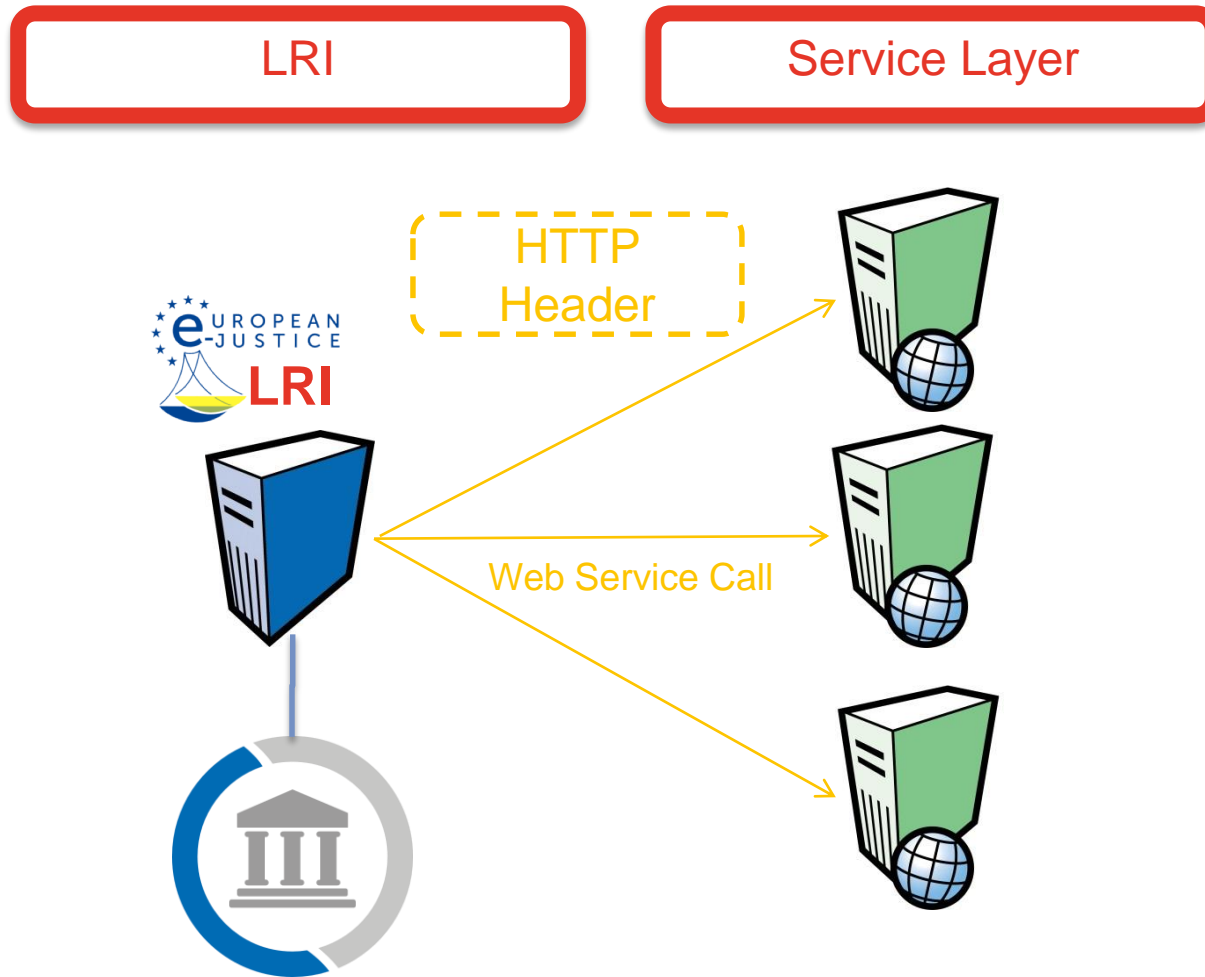 LRI
Service Layer
HTTP
Header
eUROPEAN
e-JUSTICE
LRI
Web Service Call